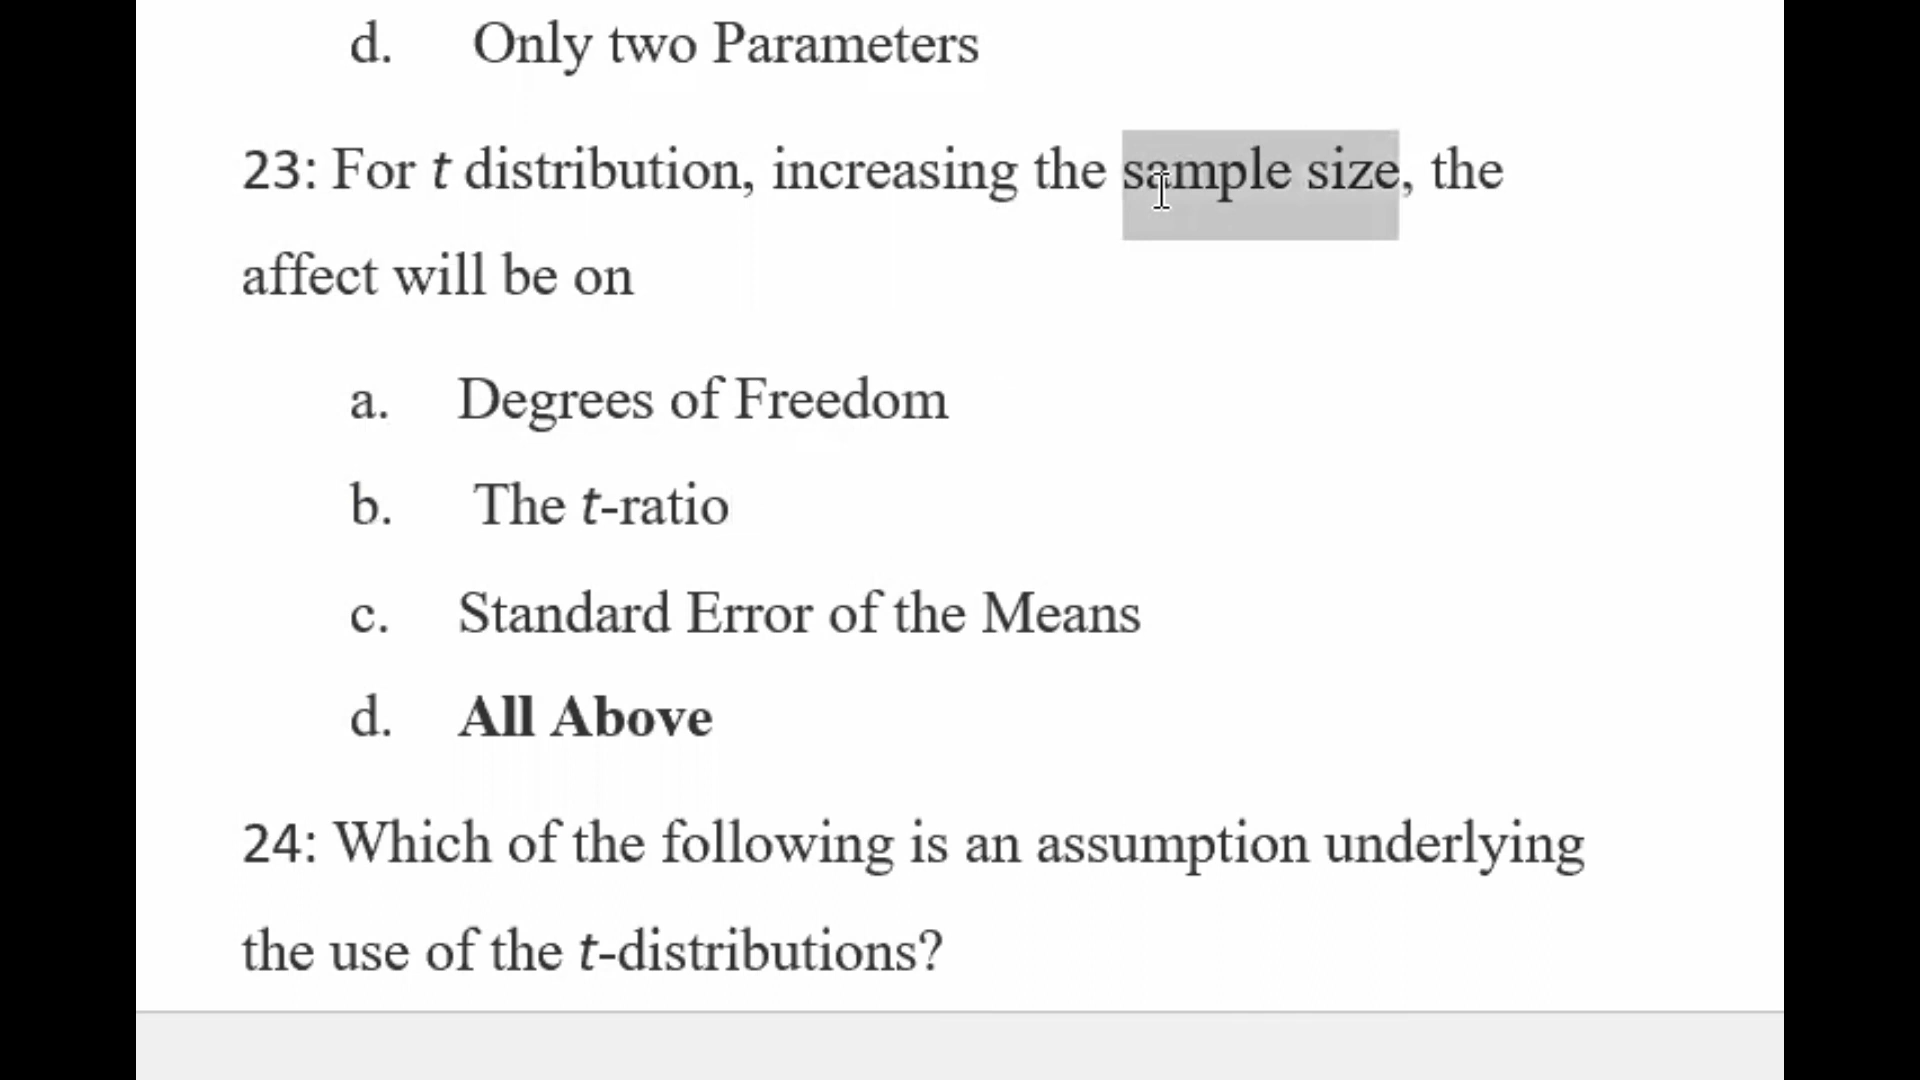 d. Only two Parameters
23: For t distribution, increasing the sample size, the
affect will be on
a. Degrees of Freedom
b. The t-ratio
c. Standard Error of the Means
d. All Above
24: Which of the following is an assumption underlying
the use of the t-distributions?